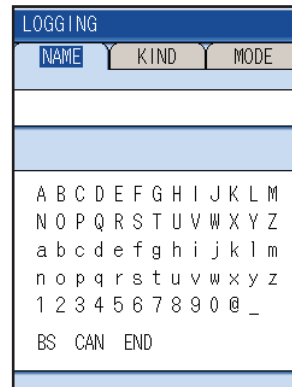 LOGGING
NAME KIND MODE
A B C D E F G H I J K L M
N O P Q R S T U V W X Y Z
a b c d e f g h i j k l m
n o p q r s t u v w x y z
1 2 3 4 5 6 7 8 9 0 @ _
BS CAN END